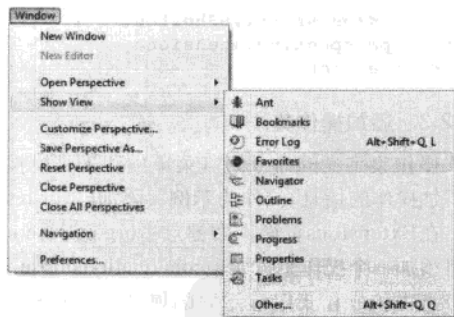 Window
New Window
New Editor
Open Perspective
Show View
Customize Perspective...
Save Perspective As...
Reset Perspective
Close Perspective
Close All Perspectives
Navigation
Preferences...
Ant
Bookmarks
Error Log Alt+Shift+Q, L
Favorites
Navigator
Outline
Problems
Progress
Properties
Tasks
Other... Alt+Shift+Q, Q